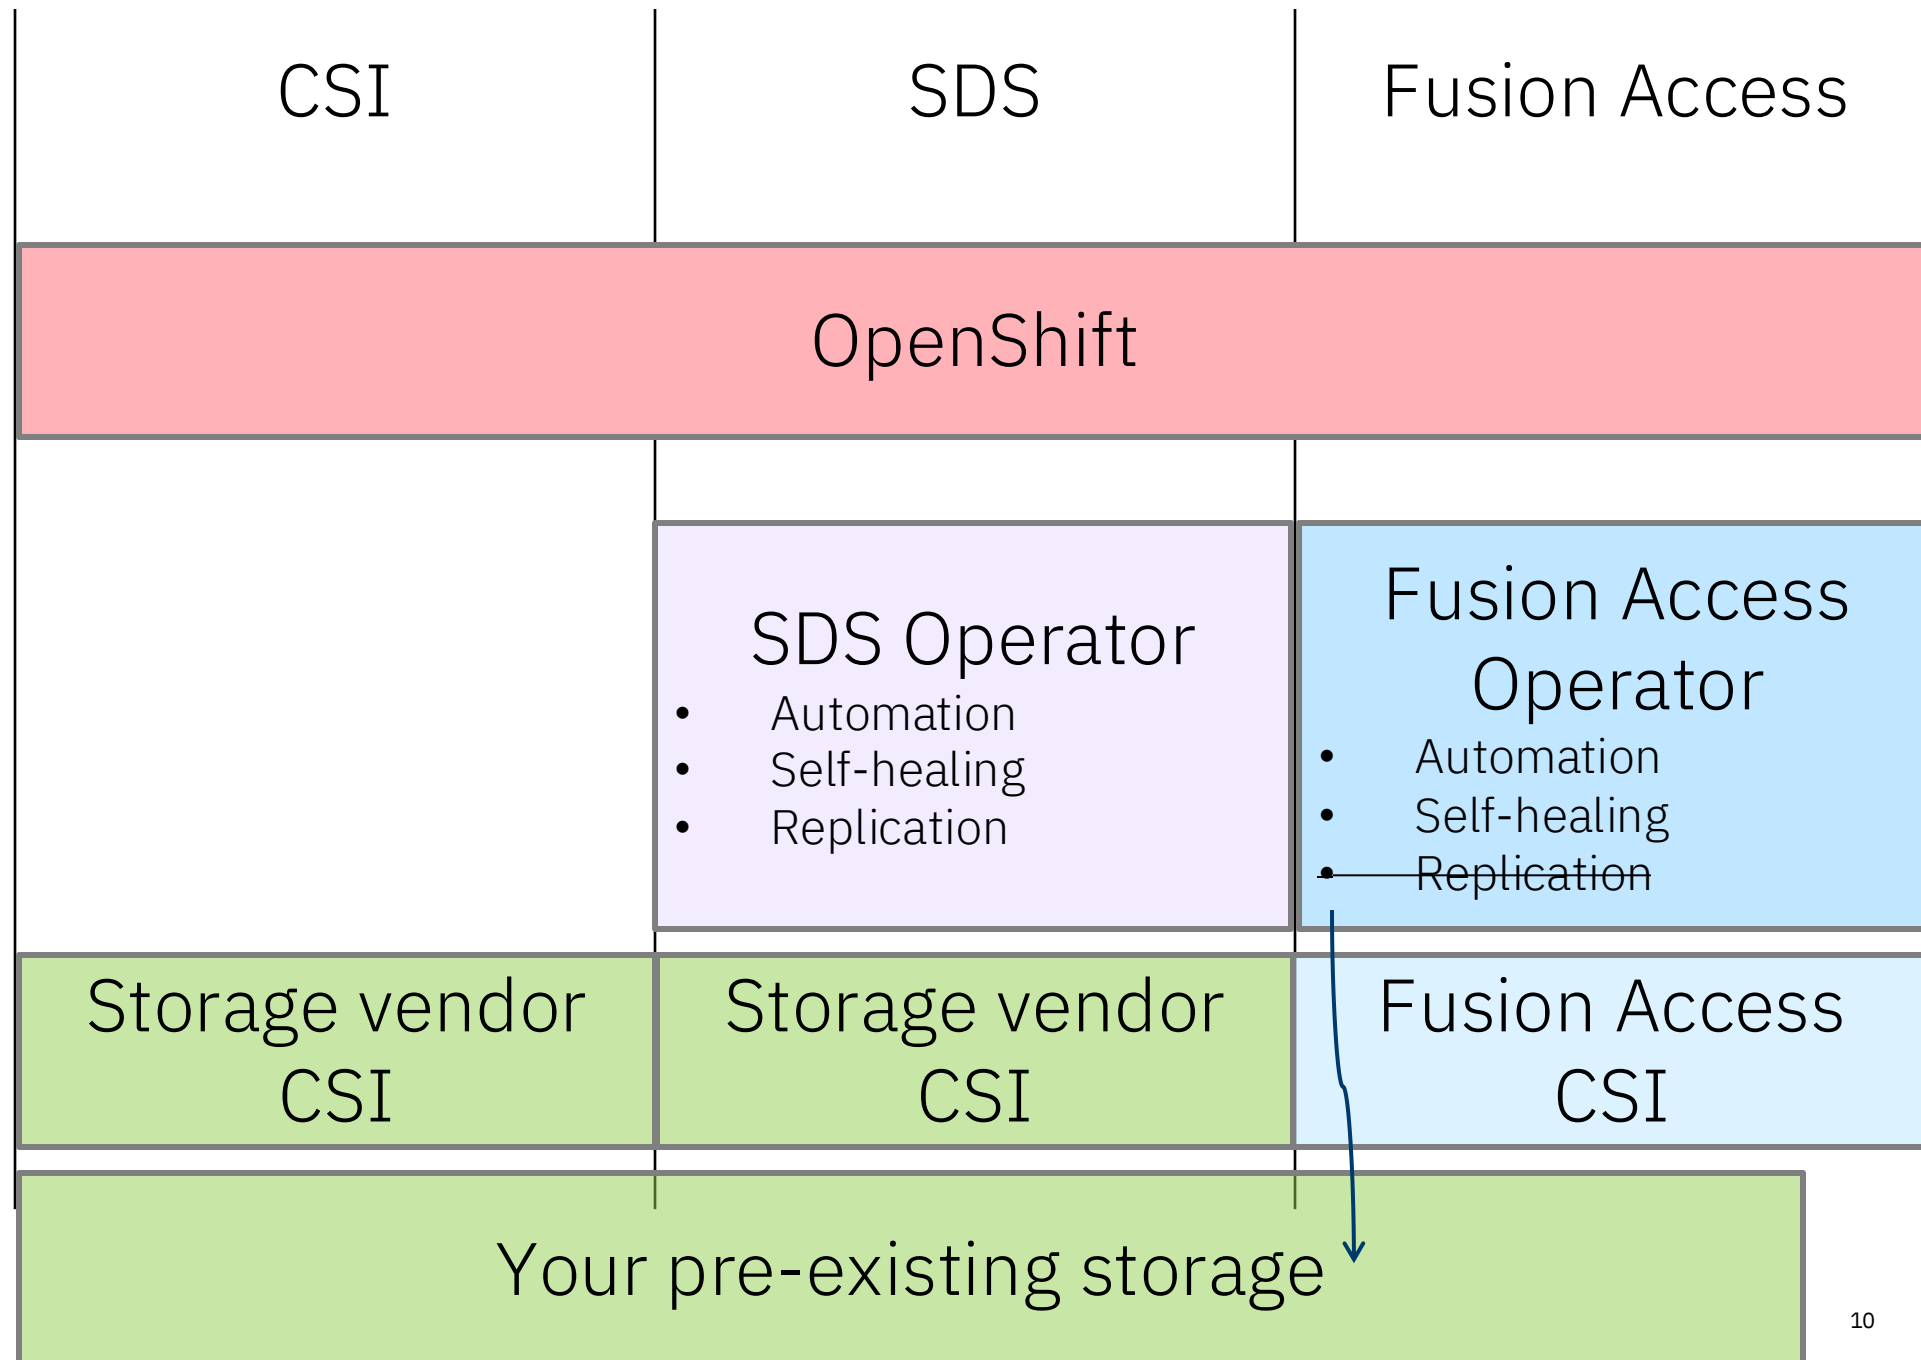 CSI
SDS
Fusion Access
OpenShift
SDS Operator
• Automation
• Self-healing
• Replication
Fusion Access
Operator
• Automation
• Self-healing
• Replication
Storage vendor
CSI
Storage vendor
CSI
Fusion Access
CSI
Your pre-existing storage
10